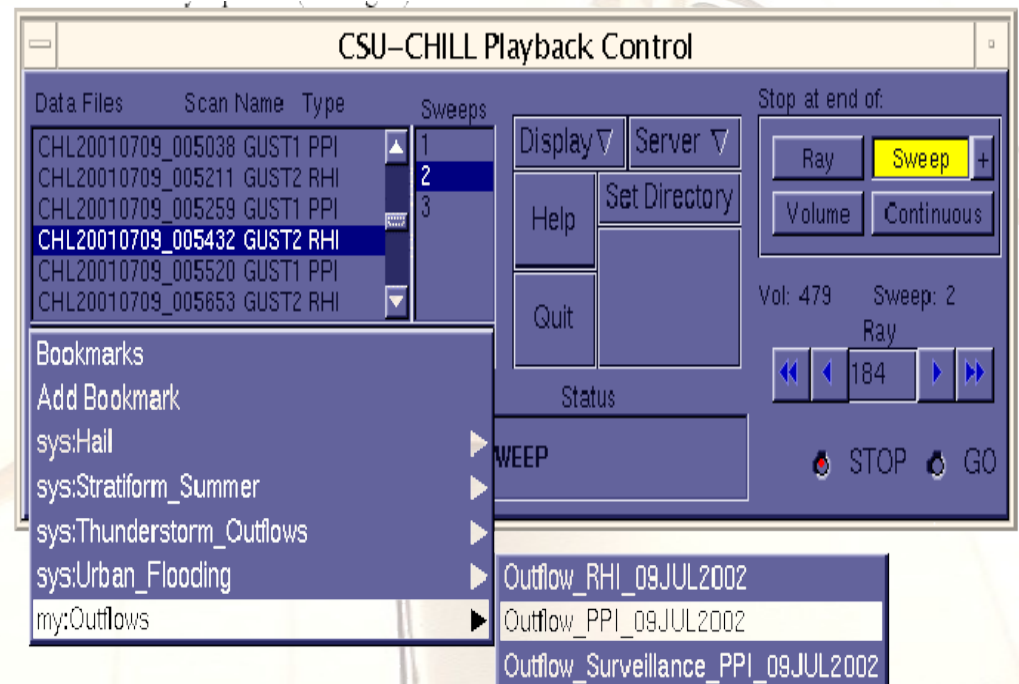 CSU-CHILL Playback Control
Data Files Scan Name Type
CHL20010709_005038 GUST1 PPI
CHL20010709_005211 GUST2 RHI
CHL20010709_005259 GUST1 PPI
CHL20010709_005432 GUST2 RHI
CHL20010709_005520 GUST1 PPI
CHL20010709_005653 GUST2 RHI
Sweeps
1
2
3
Display
Server
Help
Set Directory
Quit
Stop at end of:
Ray
Sweep
+
Volume
Continuous
Vol: 479 Sweep: 2
Ray
184
STOP
GO
Status
WEEP
Bookmarks
Add Bookmark
sys:Hail
sys:Stratiform_Summer
sys:Thunderstorm_Outflows
sys:Urban_Flooding
my:Outflows
Outflow_RHI_09JUL2002
Outflow_PPI_09JUL2002
Outflow_Surveillance_PPI_09JUL2002